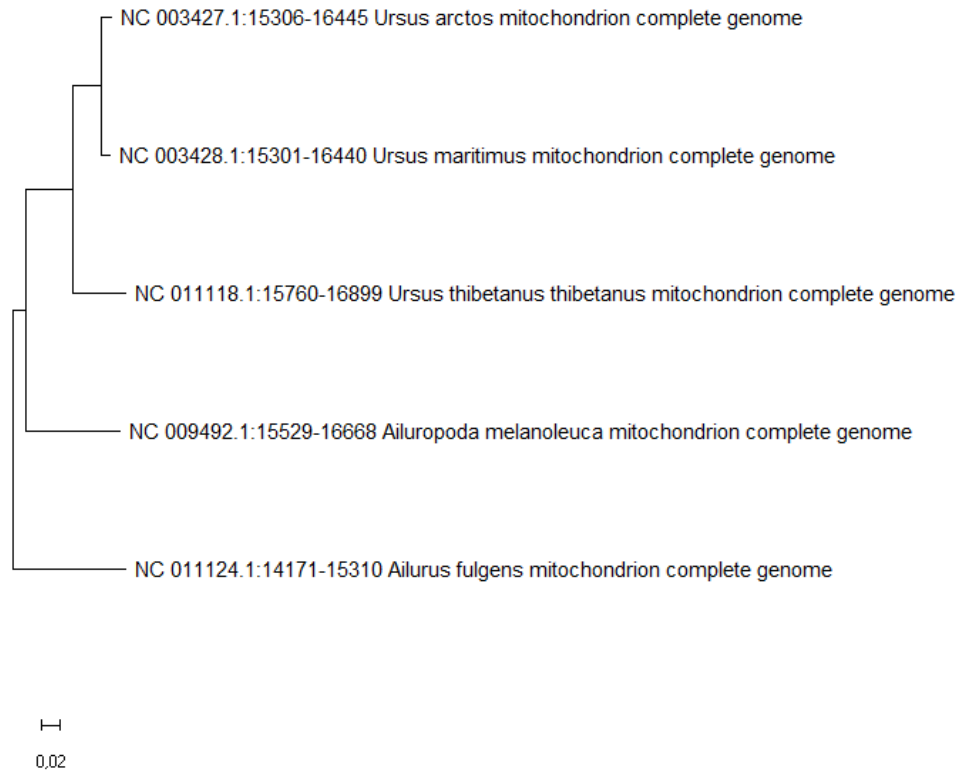 NC 003427.1:15306-16445 Ursus arctos mitochondrion complete genome
NC 003428.1:15301-16440 Ursus maritimus mitochondrion complete genome
NC 011118.1:15760-16899 Ursus thibetanus thibetanus mitochondrion complete genome
NC 009492.1:15529-16668 Ailuropoda melanoleuca mitochondrion complete genome
NC 011124.1:14171-15310 Ailurus fulgens mitochondrion complete genome
0,02